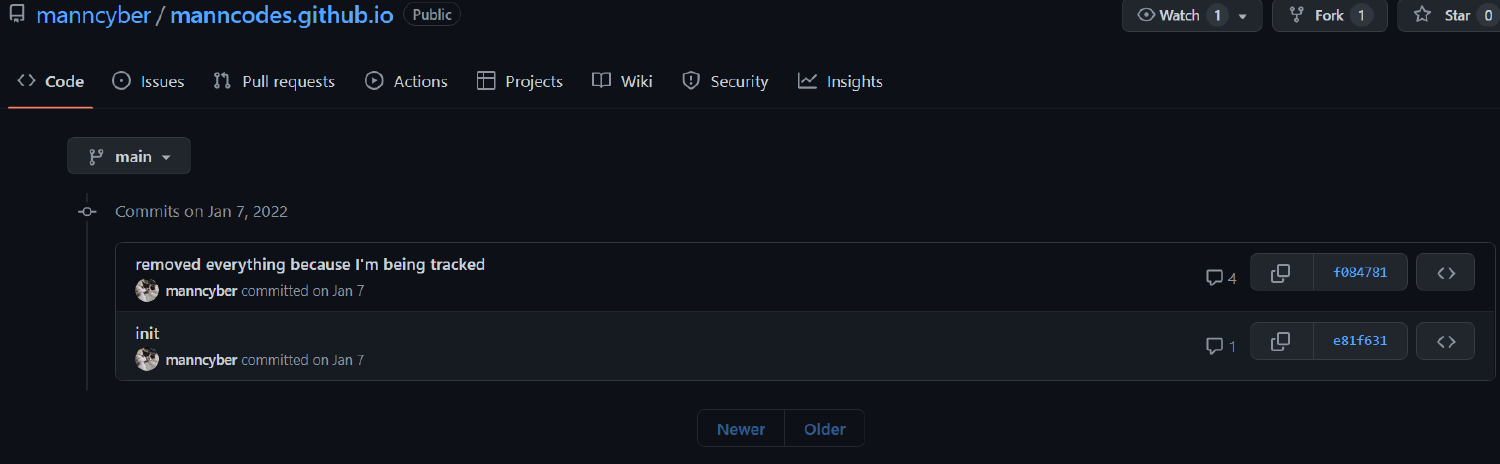 manncyber / manncodes.github.io Public Watch 1 Fork 1 Star 0
Code Issues Pull requests Actions Projects Wiki Security Insights
main
Commits on Jan 7, 2022
removed everything because I'm being tracked
manncyber committed on Jan 7
4 f084781
init
manncyber committed on Jan 7
1 e81f631
Newer Older